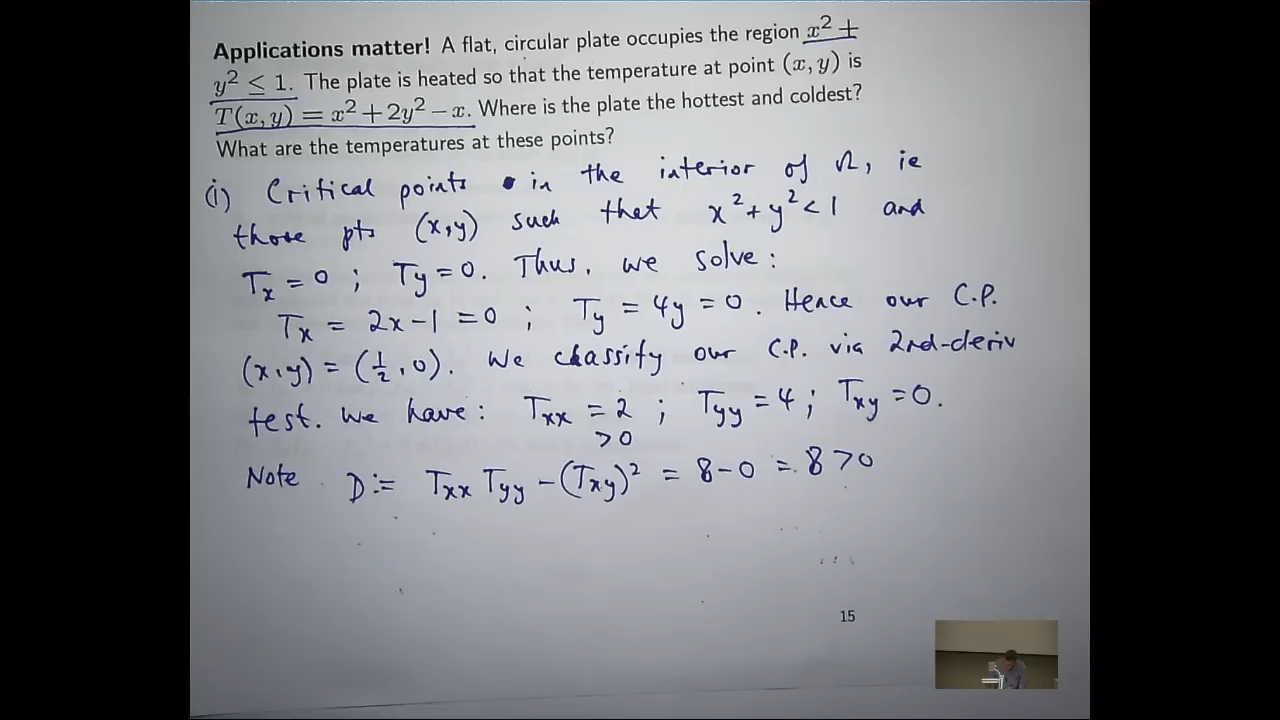 Applications matter! A flat, circular plate occupies the region x² +
y² ≤ 1. The plate is heated so that the temperature at point (x, y) is
T(x, y) = x² + 2y² − x. Where is the plate the hottest and coldest?
What are the temperatures at these points?
(i) Critical points in the interior of Ω, ie
those pts (x,y) such that x² + y² < 1 and
Tx = 0 ; Ty = 0. Thus, we solve :
Tx = 2x − 1 = 0 ; Ty = 4y = 0. Hence our C.P.
(x,y) = (1/2, 0). We classify our C.P. via 2nd-deriv
test. We have : Txx = 2 ; Tyy = 4 ; Txy = 0.
> 0
Note D := Txx Tyy − (Txy)² = 8 − 0 = 8 > 0
15